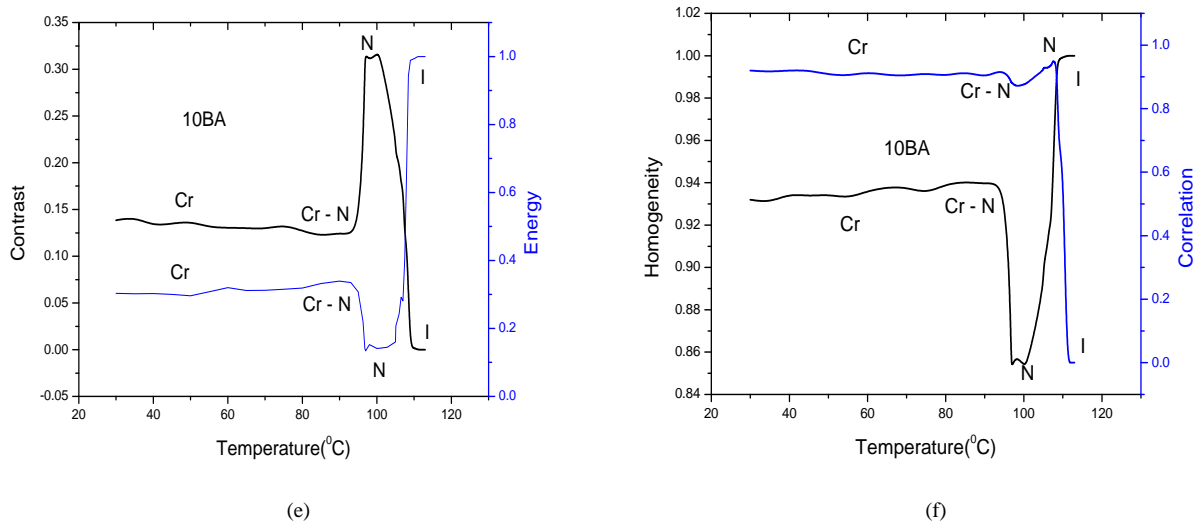 0.35
0.30
0.25
0.20
0.15
0.10
0.05
0.00
-0.05
Contrast
20 40 60 80 100 120
Temperature(⁰C)
1.0
0.8
0.6
0.4
0.2
0.0
Energy
N
I
10BA
Cr
Cr - N
Cr
Cr - N
N
I
(e)
1.02
1.00
0.98
0.96
0.94
0.92
0.90
0.88
0.86
0.84
Homogeneity
20 40 60 80 100 120
Temperature(⁰C)
1.0
0.8
0.6
0.4
0.2
0.0
Correlation
Cr
N
Cr - N
I
10BA
Cr
Cr - N
N
I
(f)